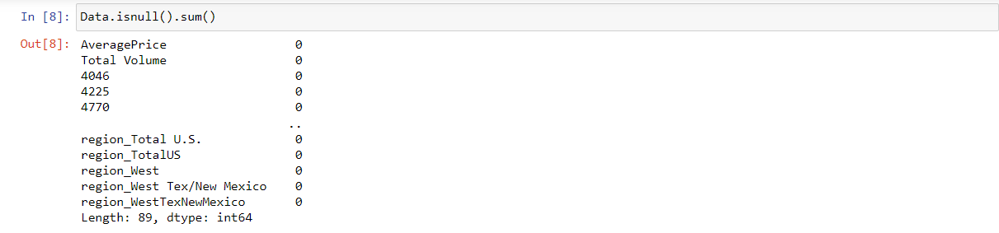 In [8]: Data.isnull().sum()
Out[8]: AveragePrice 0
Total Volume 0
4046 0
4225 0
4770 0
..
region_Total U.S. 0
region_TotalUS 0
region_West 0
region_West Tex/New Mexico 0
region_WestTexNewMexico 0
Length: 89, dtype: int64